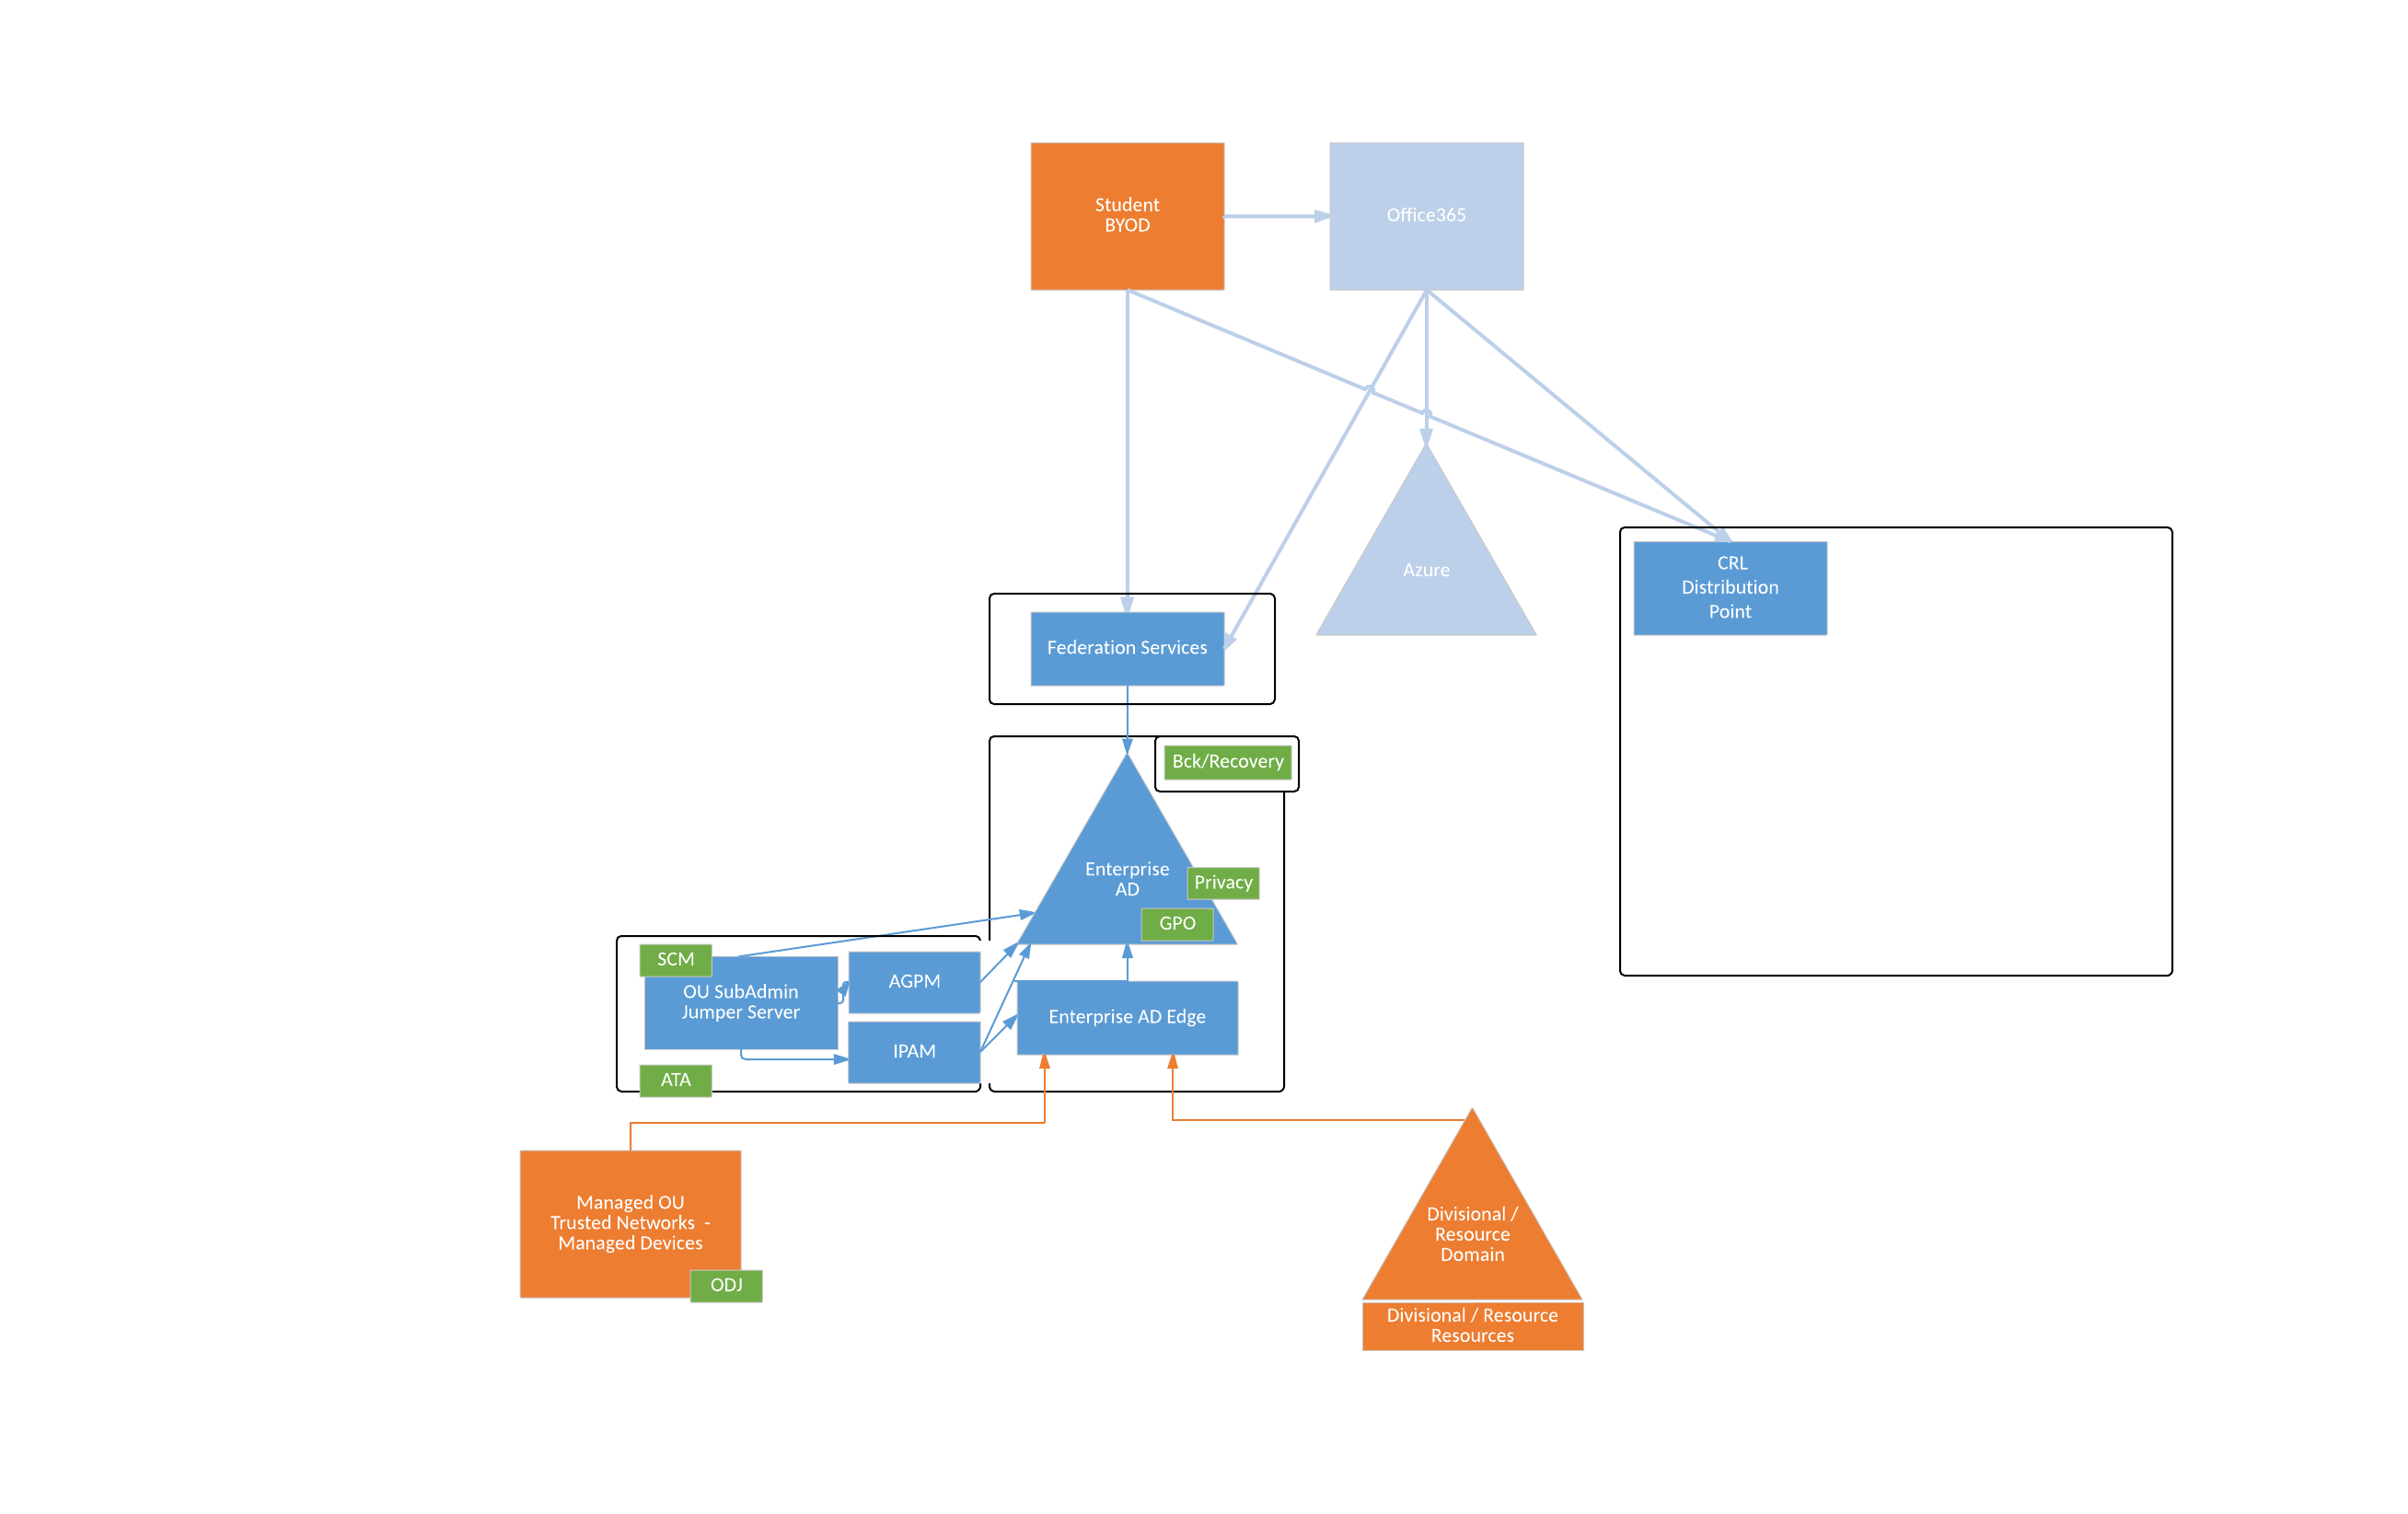 Student
BYOD
Office365
Azure
CRL
Distribution
Point
Federation Services
Bck/Recovery
Enterprise
AD
Privacy
GPO
SCM
OU SubAdmin
Jumper Server
AGPM
IPAM
Enterprise AD Edge
ATA
Managed OU
Trusted Networks  -
Managed Devices
ODJ
Divisional /
Resource
Domain
Divisional / Resource
Resources